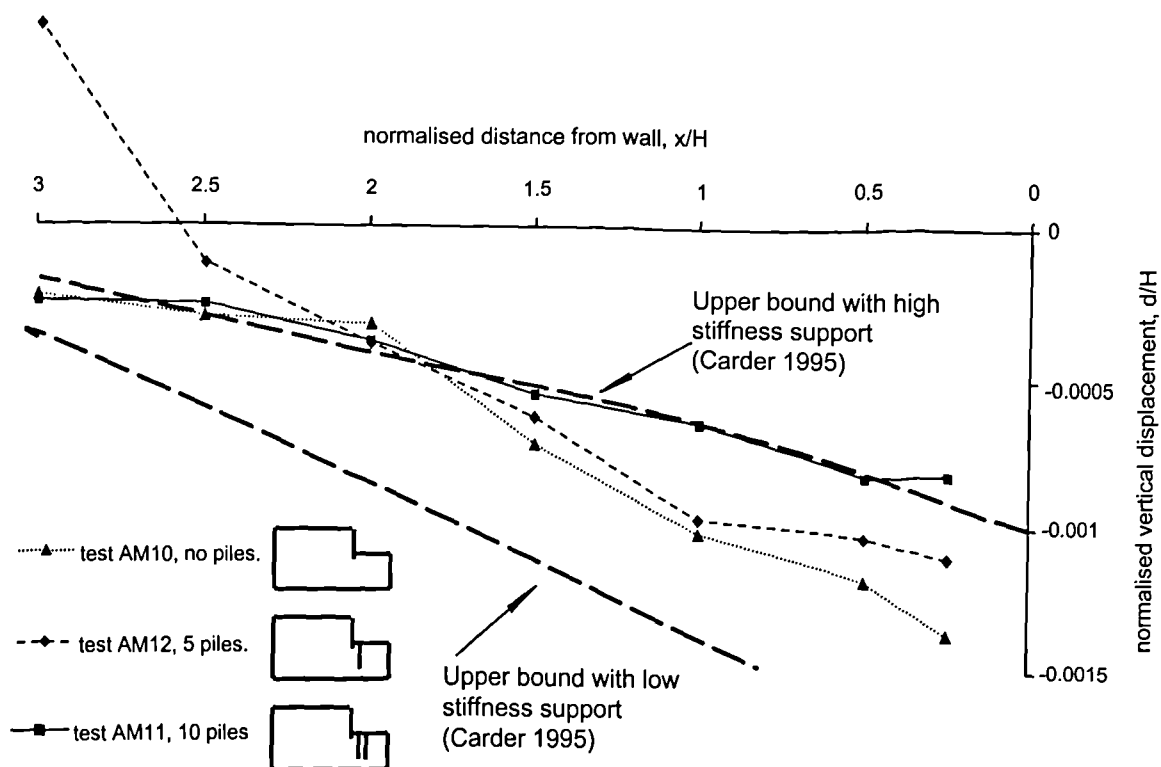 normalised distance from wall, x/H
3 2.5 2 1.5 1 0.5 0
0
-0.0005
-0.001
-0.0015
normalised vertical displacement, d/H
Upper bound with high
stiffness support
(Carder 1995)
Upper bound with low
stiffness support
(Carder 1995)
test AM10, no piles.
test AM12, 5 piles.
test AM11, 10 piles